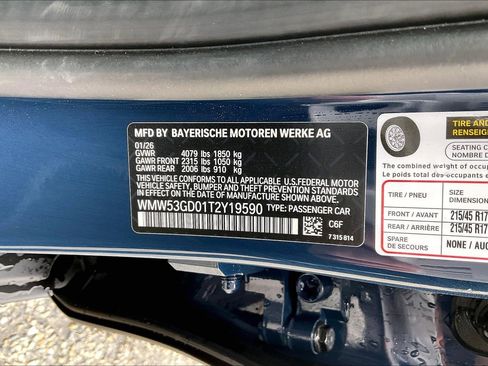 MFD BY BAYERISCHE MOTOREN WERKE AG
01/26
GVWR 4079 lbs 1850 kg
GAWR FRONT 2315 lbs 1050 kg
GAWR REAR 2006 lbs 910 kg
THIS VEHICLE CONFORMS TO ALL APPLICABLE U.S.FEDERAL MOTOR
VEHICLE SAFETY, BUMPER, AND THEFT PREVENTION STANDARDS
IN EFFECT ON THE DATE OF MANUFACTURE SHOWN ABOVE.
WMW53GD01T2Y19590 TYPE: PASSENGER CAR
C6F
7 315 814
TIRE AND
RENSEIGN
SEATING CA
NOMBRE DE
The combined weight of occup
Le poids total des occupants
TIRE / PNEU
SIZE
DIMENSION
FRONT / AVANT
215/45 R17
REAR / ARRIÈRE
215/45 R17
SPARE
DE SECOURS
NONE / AUC